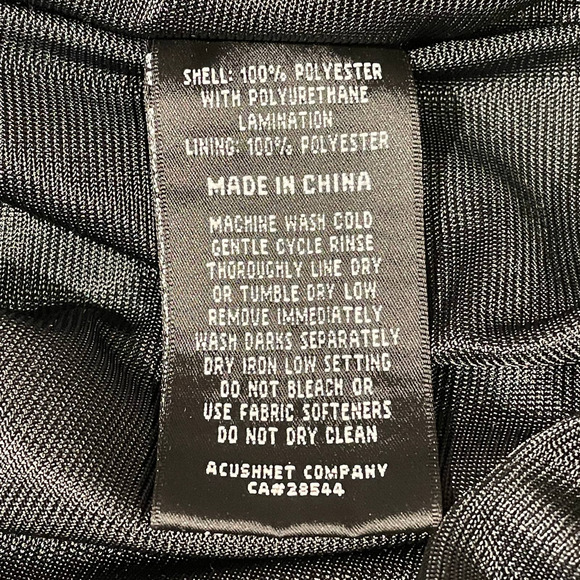 SHELL: 100% POLYESTER
WITH POLYURETHANE
LAMINATION
LINING: 100% POLYESTER
MADE IN CHINA
MACHINE WASH COLD
GENTLE CYCLE RINSE
THOROUGHLY LINE DRY
OR TUMBLE DRY LOW
REMOVE IMMEDIATELY
WASH DARKS SEPARATELY
DRY IRON LOW SETTING
DO NOT BLEACH OR
USE FABRIC SOFTENERS
DO NOT DRY CLEAN
ACUSHNET COMPANY
CA#28544